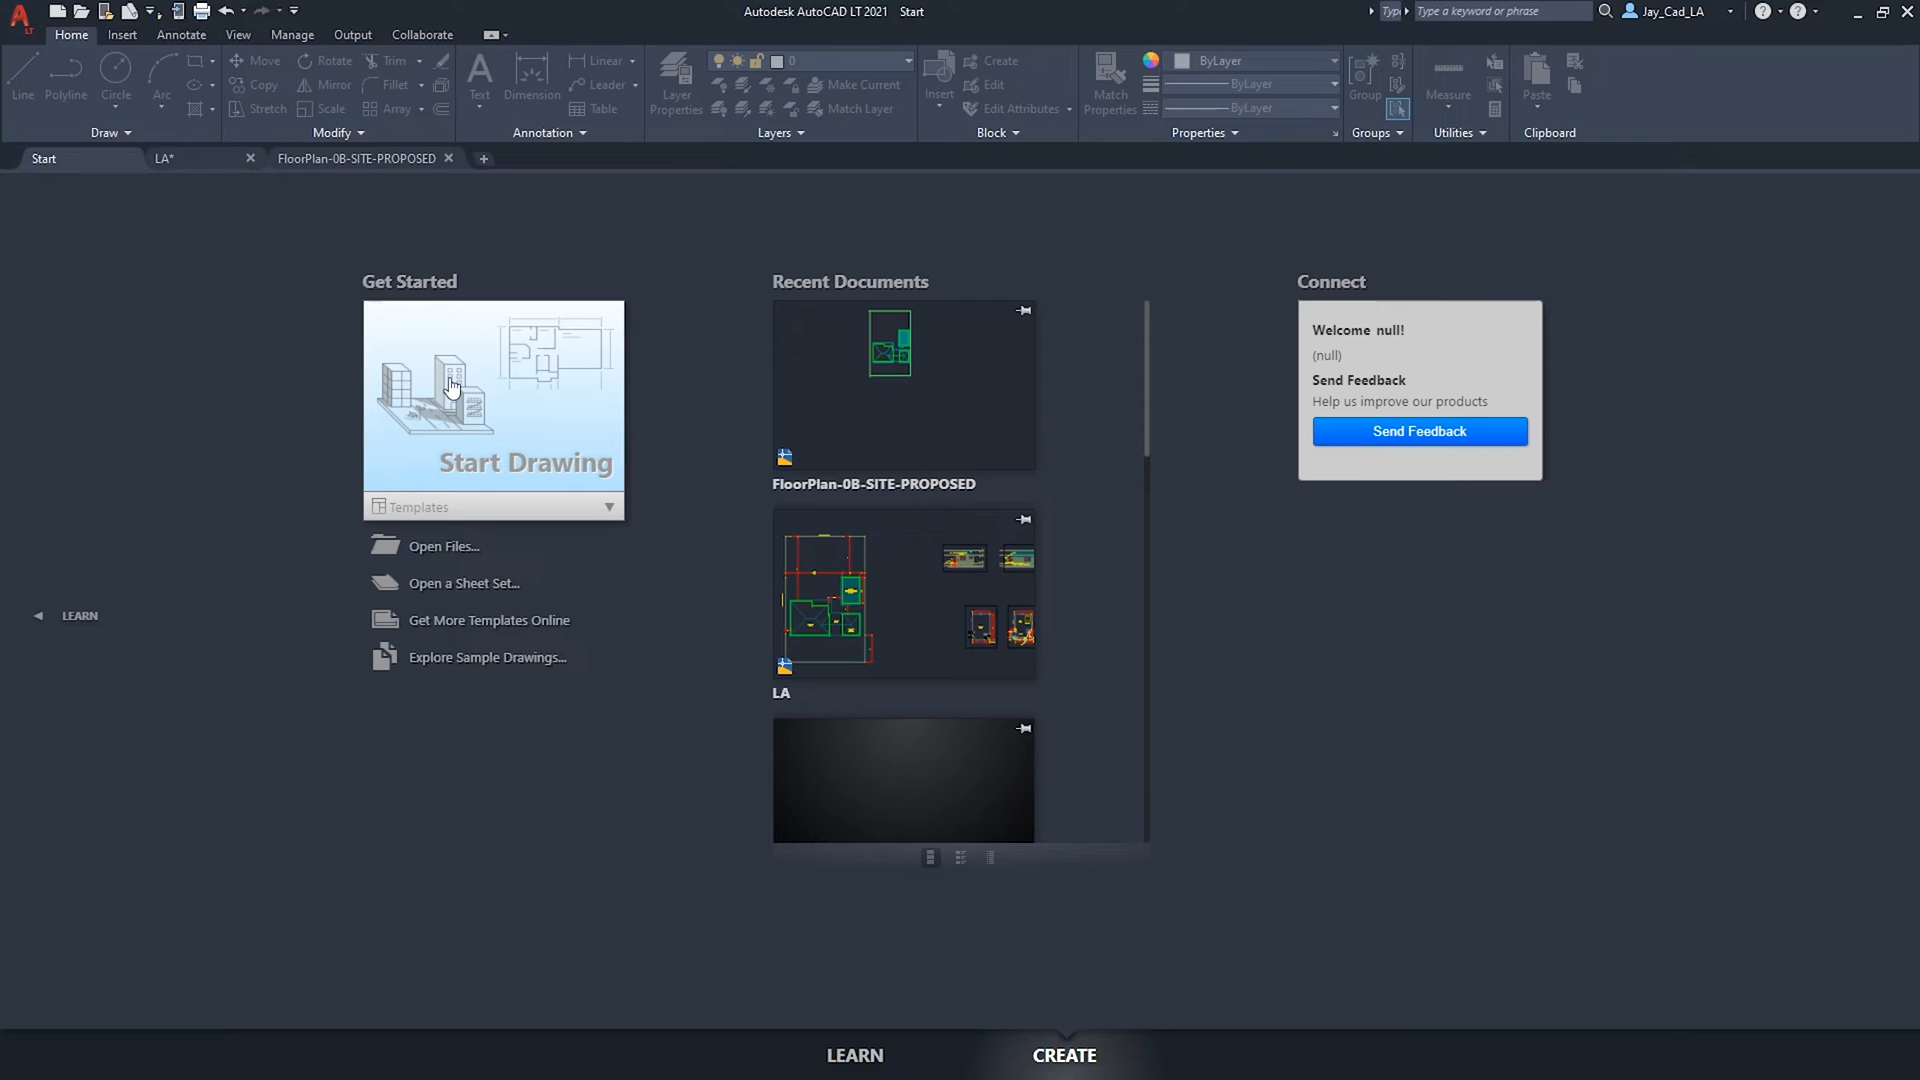 Autodesk AutoCAD LT 2021 Start
Type a keyword or phrase
Jay_Cad_LA
Home Insert Annotate View Manage Output Collaborate
Line Polyline Circle Arc
Move Rotate Trim
Copy Mirror Fillet
Stretch Scale Array
Text Dimension
Linear
Leader
Table
Layer Properties
0
Make Current
Match Layer
Insert
Create
Edit
Edit Attributes
Match Properties
ByLayer
ByLayer
ByLayer
Group
Measure
Paste
Draw Modify Annotation Layers Block Properties Groups Utilities Clipboard
Start LA* FloorPlan-0B-SITE-PROPOSED
Get Started
Start Drawing
Templates
Open Files...
Open a Sheet Set...
Get More Templates Online
Explore Sample Drawings...
LEARN
Recent Documents
FloorPlan-0B-SITE-PROPOSED
LA
Connect
Welcome null!
(null)
Send Feedback
Help us improve our products
Send Feedback
LEARN CREATE